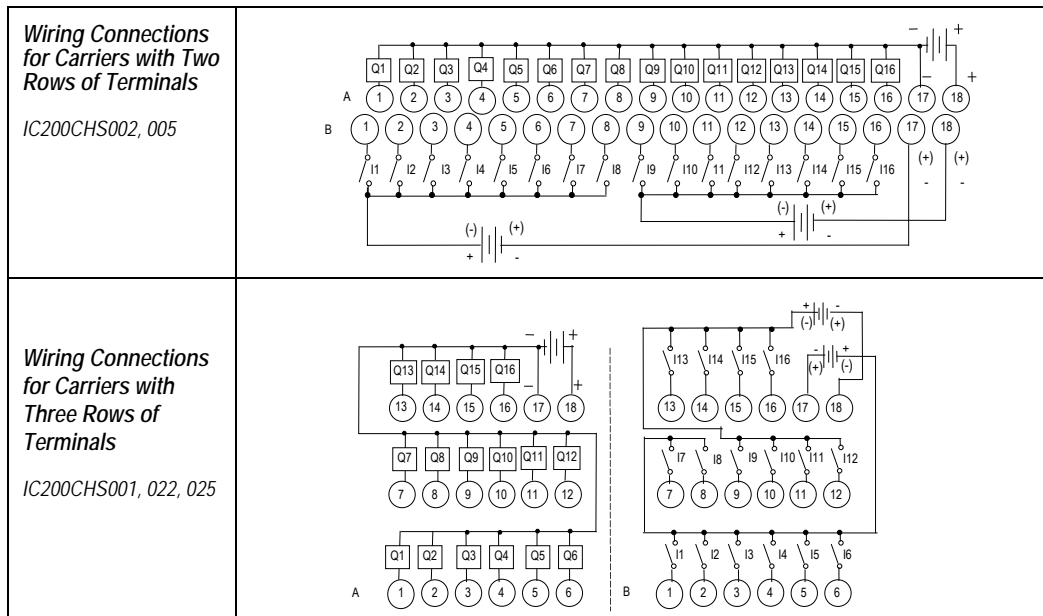 Wiring Connections
for Carriers with Two
Rows of Terminals
IC200CHS002, 005
− +
Q1 Q2 Q3 Q4 Q5 Q6 Q7 Q8 Q9 Q10 Q11 Q12 Q13 Q14 Q15 Q16 − +
A 1 2 3 4 5 6 7 8 9 10 11 12 13 14 15 16 17 18
B 1 2 3 4 5 6 7 8 9 10 11 12 13 14 15 16 17 18
I1 I2 I3 I4 I5 I6 I7 I8 I9 I10 11 I12 I13 I14 I15 I16 (+) (+)
- -
(-) (+)
+ -
(-) (+)
+ -
Wiring Connections
for Carriers with
Three Rows of
Terminals
IC200CHS001, 022, 025
− +
Q13 Q14 Q15 Q16 − +
13 14 15 16 17 18
Q7 Q8 Q9 Q10 Q11 Q12
7 8 9 10 11 12
Q1 Q2 Q3 Q4 Q5 Q6
A 1 2 3 4 5 6
+ -
(-) (+)
I13 I14 I15 I16 - +
(+) (-)
13 14 15 16 17 18
I7 I8 I9 I10 I11 I12
7 8 9 10 11 12
I1 I2 I3 I4 I5 I6
B 1 2 3 4 5 6